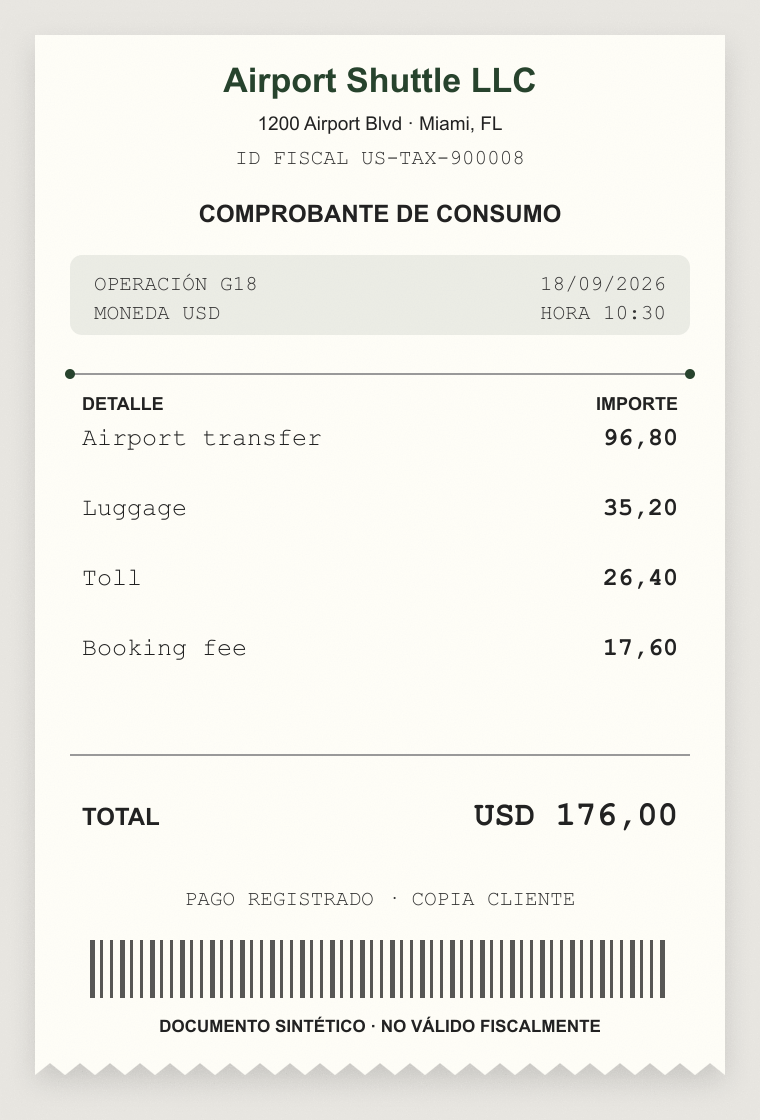 Airport Shuttle LLC
1200 Airport Blvd · Miami, FL
ID FISCAL US-TAX-900008
COMPROBANTE DE CONSUMO
OPERACIÓN G18 18/09/2026
MONEDA USD HORA 10:30
DETALLE IMPORTE
Airport transfer 96,80
Luggage 35,20
Toll 26,40
Booking fee 17,60
TOTAL USD 176,00
PAGO REGISTRADO · COPIA CLIENTE
DOCUMENTO SINTÉTICO · NO VÁLIDO FISCALMENTE